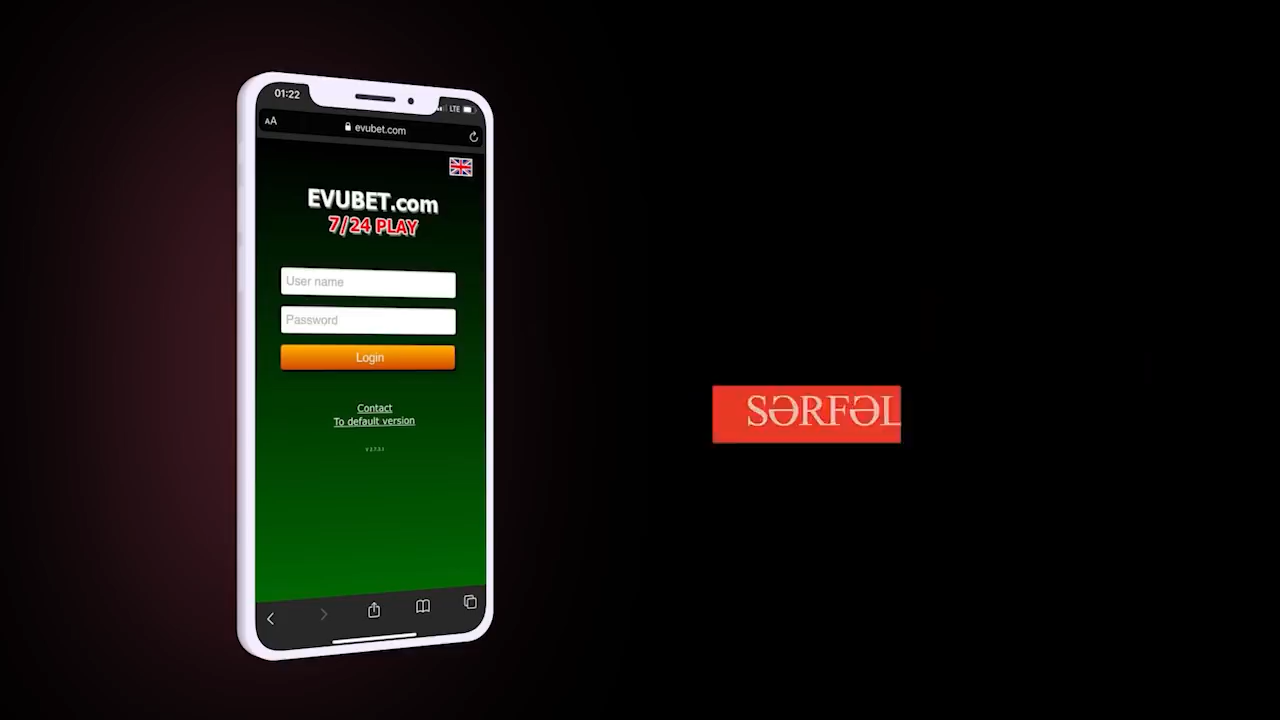 01:22
LTE
AA
evubet.com
EVUBET.com
7/24 PLAY
User name
Password
Login
Contact
To default version
SƏRFƏL